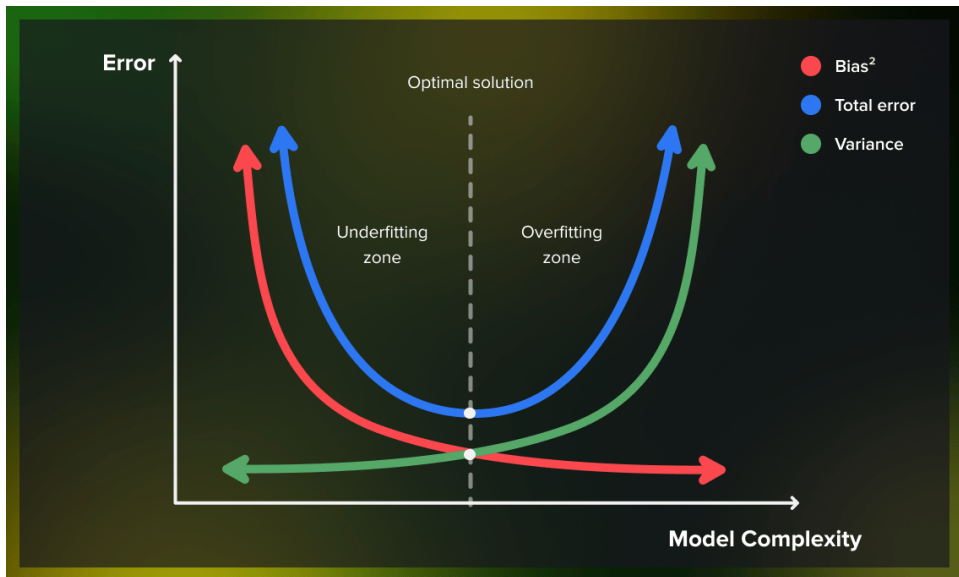 Error
Optimal solution
Bias²
Total error
Variance
Underfitting
zone
Overfitting
zone
Model Complexity